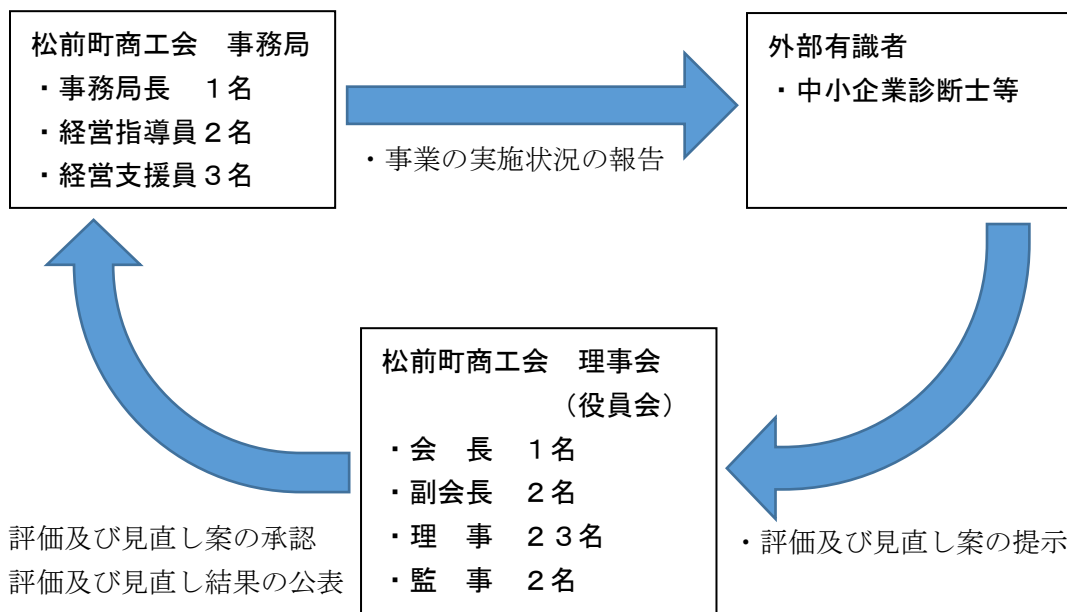 松前町商工会　事務局
・事務局長　１名
・経営指導員２名
・経営支援員３名
・事業の実施状況の報告
外部有識者
・中小企業診断士等
松前町商工会　理事会
（役員会）
・会　長　１名
・副会長　２名
・理　事　２３名
・監　事　２名
評価及び見直し案の承認
評価及び見直し結果の公表
・評価及び見直し案の提示